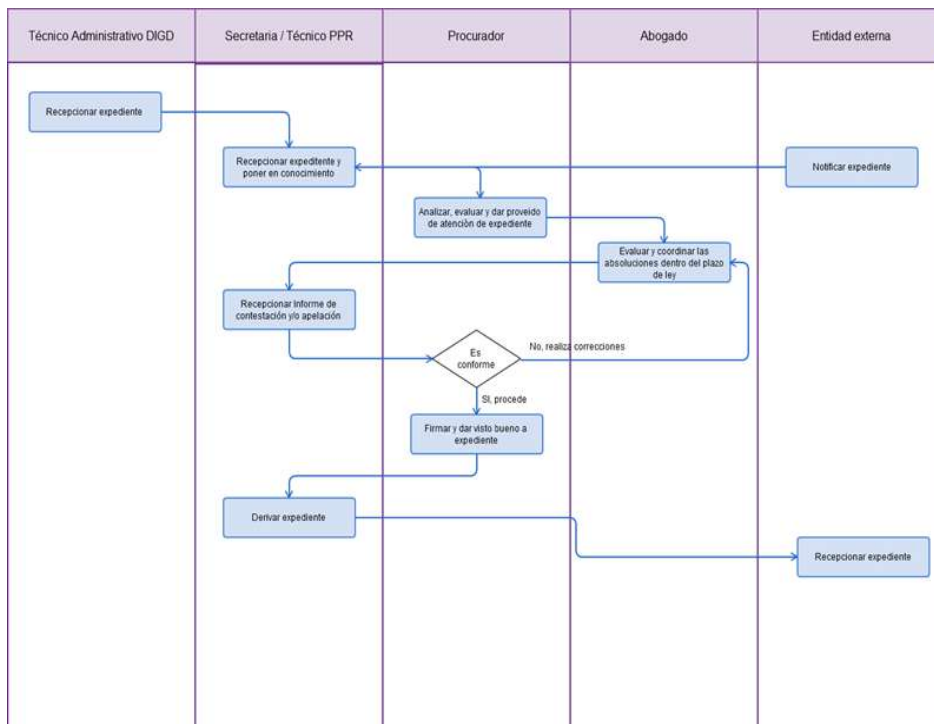 Técnico Administrativo DIGD
Secretaria / Técnico PPR
Procurador
Abogado
Entidad externa
Recepcionar expediente
Recepcionar expeditente y
poner en conocimiento
Notificar expediente
Analizar, evaluar y dar proveido
de atenciòn de expediente
Evaluar y coordinar las
absoluciones dentro del plazo
de ley
Recepcionar Informe de
contestación y/o apelación
Es
conforme
No, realiza correcciones
SI, procede
Firmar y dar visto bueno a
expediente
Derivar expediente
Recepcionar expediente